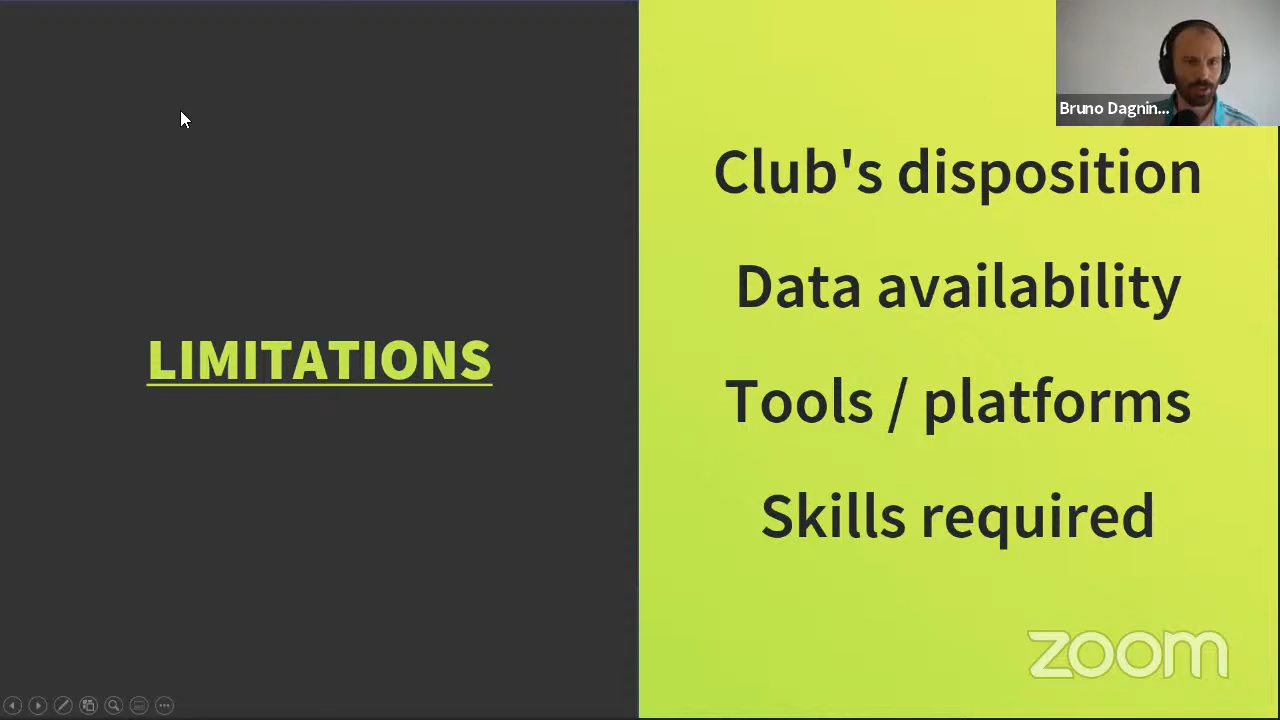 Bruno Dagnin...
LIMITATIONS
Club's disposition
Data availability
Tools / platforms
Skills required
zoom